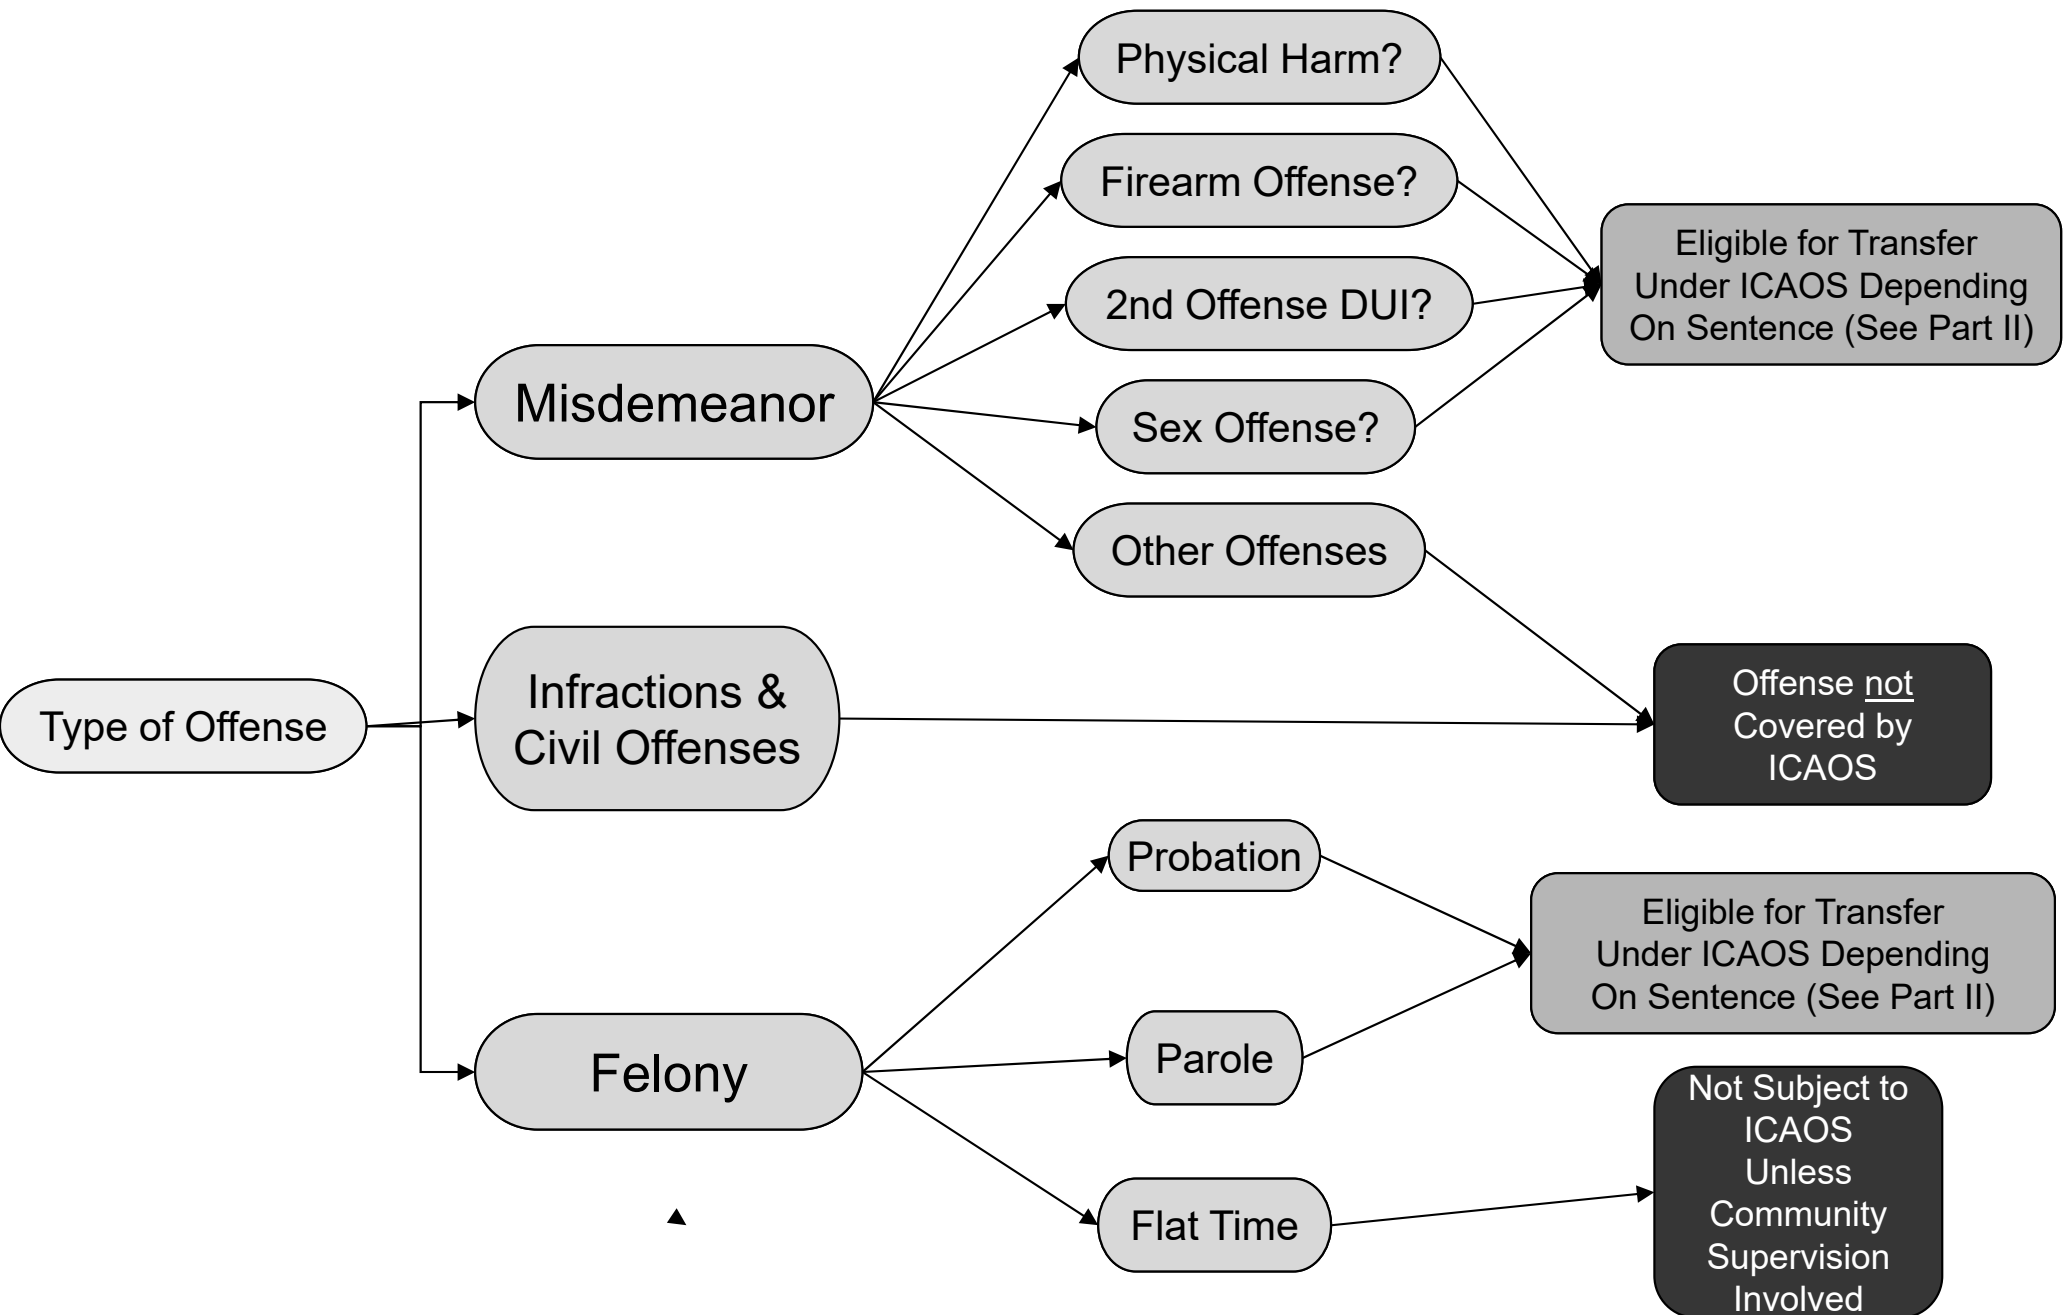 Physical Harm?
Firearm Offense?
2nd Offense DUI?
Sex Offense?
Other Offenses
Eligible for Transfer
Under ICAOS Depending
On Sentence (See Part II)
Misdemeanor
Type of Offense
Infractions &
Civil Offenses
Offense not
Covered by
ICAOS
Felony
Probation
Parole
Flat Time
Eligible for Transfer
Under ICAOS Depending
On Sentence (See Part II)
Not Subject to
ICAOS
Unless
Community
Supervision
Involved